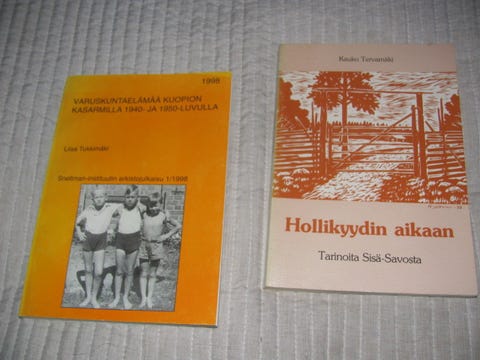 1998
VARUSKUNTAELÄMÄÄ KUOPION
KASARMILLA 1940- JA 1950-LUVULLA
Liisa Tokkimäki
Snellman-instituutin arkistojulkaisu 1/1998
Kauko Tervamäki
Hollikyydin aikaan
Tarinoita Sisä-Savosta